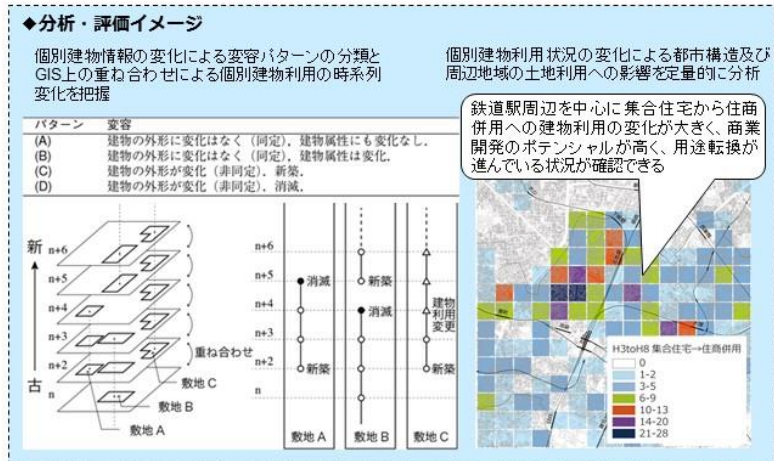 ◆分析・評価イメージ
個別建物情報の変化による変容パターンの分類と
GIS上の重ね合わせによる個別建物利用の時系列
変化を把握
パターン 変容
(A) 建物の外形に変化はなく(同定),建物属性にも変化なし.
(B) 建物の外形に変化はなく(同定),建物属性は変化.
(C) 建物の外形が変化(非同定).新築.
(D) 建物の外形が変化(非同定).消滅.
新
古
n+6
n+5
n+4
n+3
n+2
n
重ね合わせ
敷地 C
敷地 B
敷地 A
n+6
n+5
n+4
n+3
n+2
n
消滅
新築
新築
消滅
建物
利用
変更
新築
敷地 A
敷地 B
敷地 C
個別建物利用状況の変化による都市構造及び
周辺地域の土地利用への影響を定量的に分析
鉄道駅周辺を中心に集合住宅から住商
併用への建物利用の変化が大きく、商業
開発のポテンシャルが高く、用途転換が
進んでいる状況が確認できる
H3toH8 集合住宅→住商併用
0
1-2
3-5
6-9
10-13
14-20
21-28